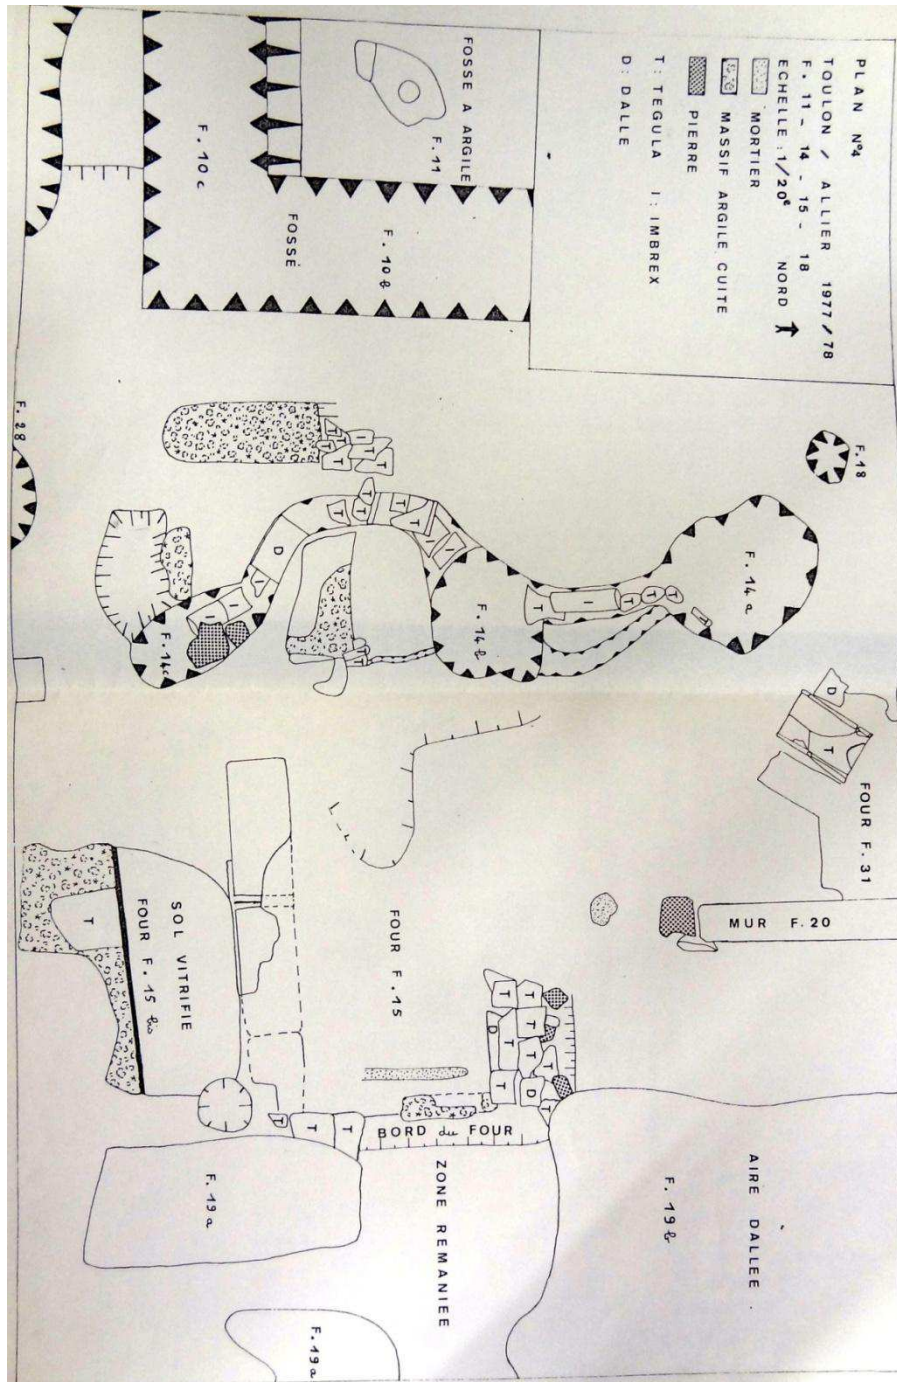 PLAN N°4
TOULON / ALLIER 1977/78
F. 11 - 14 - 15 - 18
ECHELLE : 1/20e NORD
MORTIER
MASSIF ARGILE CUITE
PIERRE
T : TEGULA I : IMBREX
D : DALLE
FOSSE A ARGILE
F. 11
F. 10 c
F. 10 b
FOSSÉ
F. 18
F. 28
T
T
T
I
T
T
I
T
T
T
T
I
T
I
I
D
I
I
I
F. 14c
F. 14 b
F. 14 a
T
I
T
T
T
T
T
D
T
FOUR F. 31
MUR F. 20
FOUR F. 15
SOL VITRIFIE
FOUR F. 15 bis
T
T
T
T
T
D
T
T
T
T
D
T
T
T
T
BORD du FOUR
AIRE DALLEE
F. 19 b
ZONE REMANIEE
F. 19 a
F. 19 a